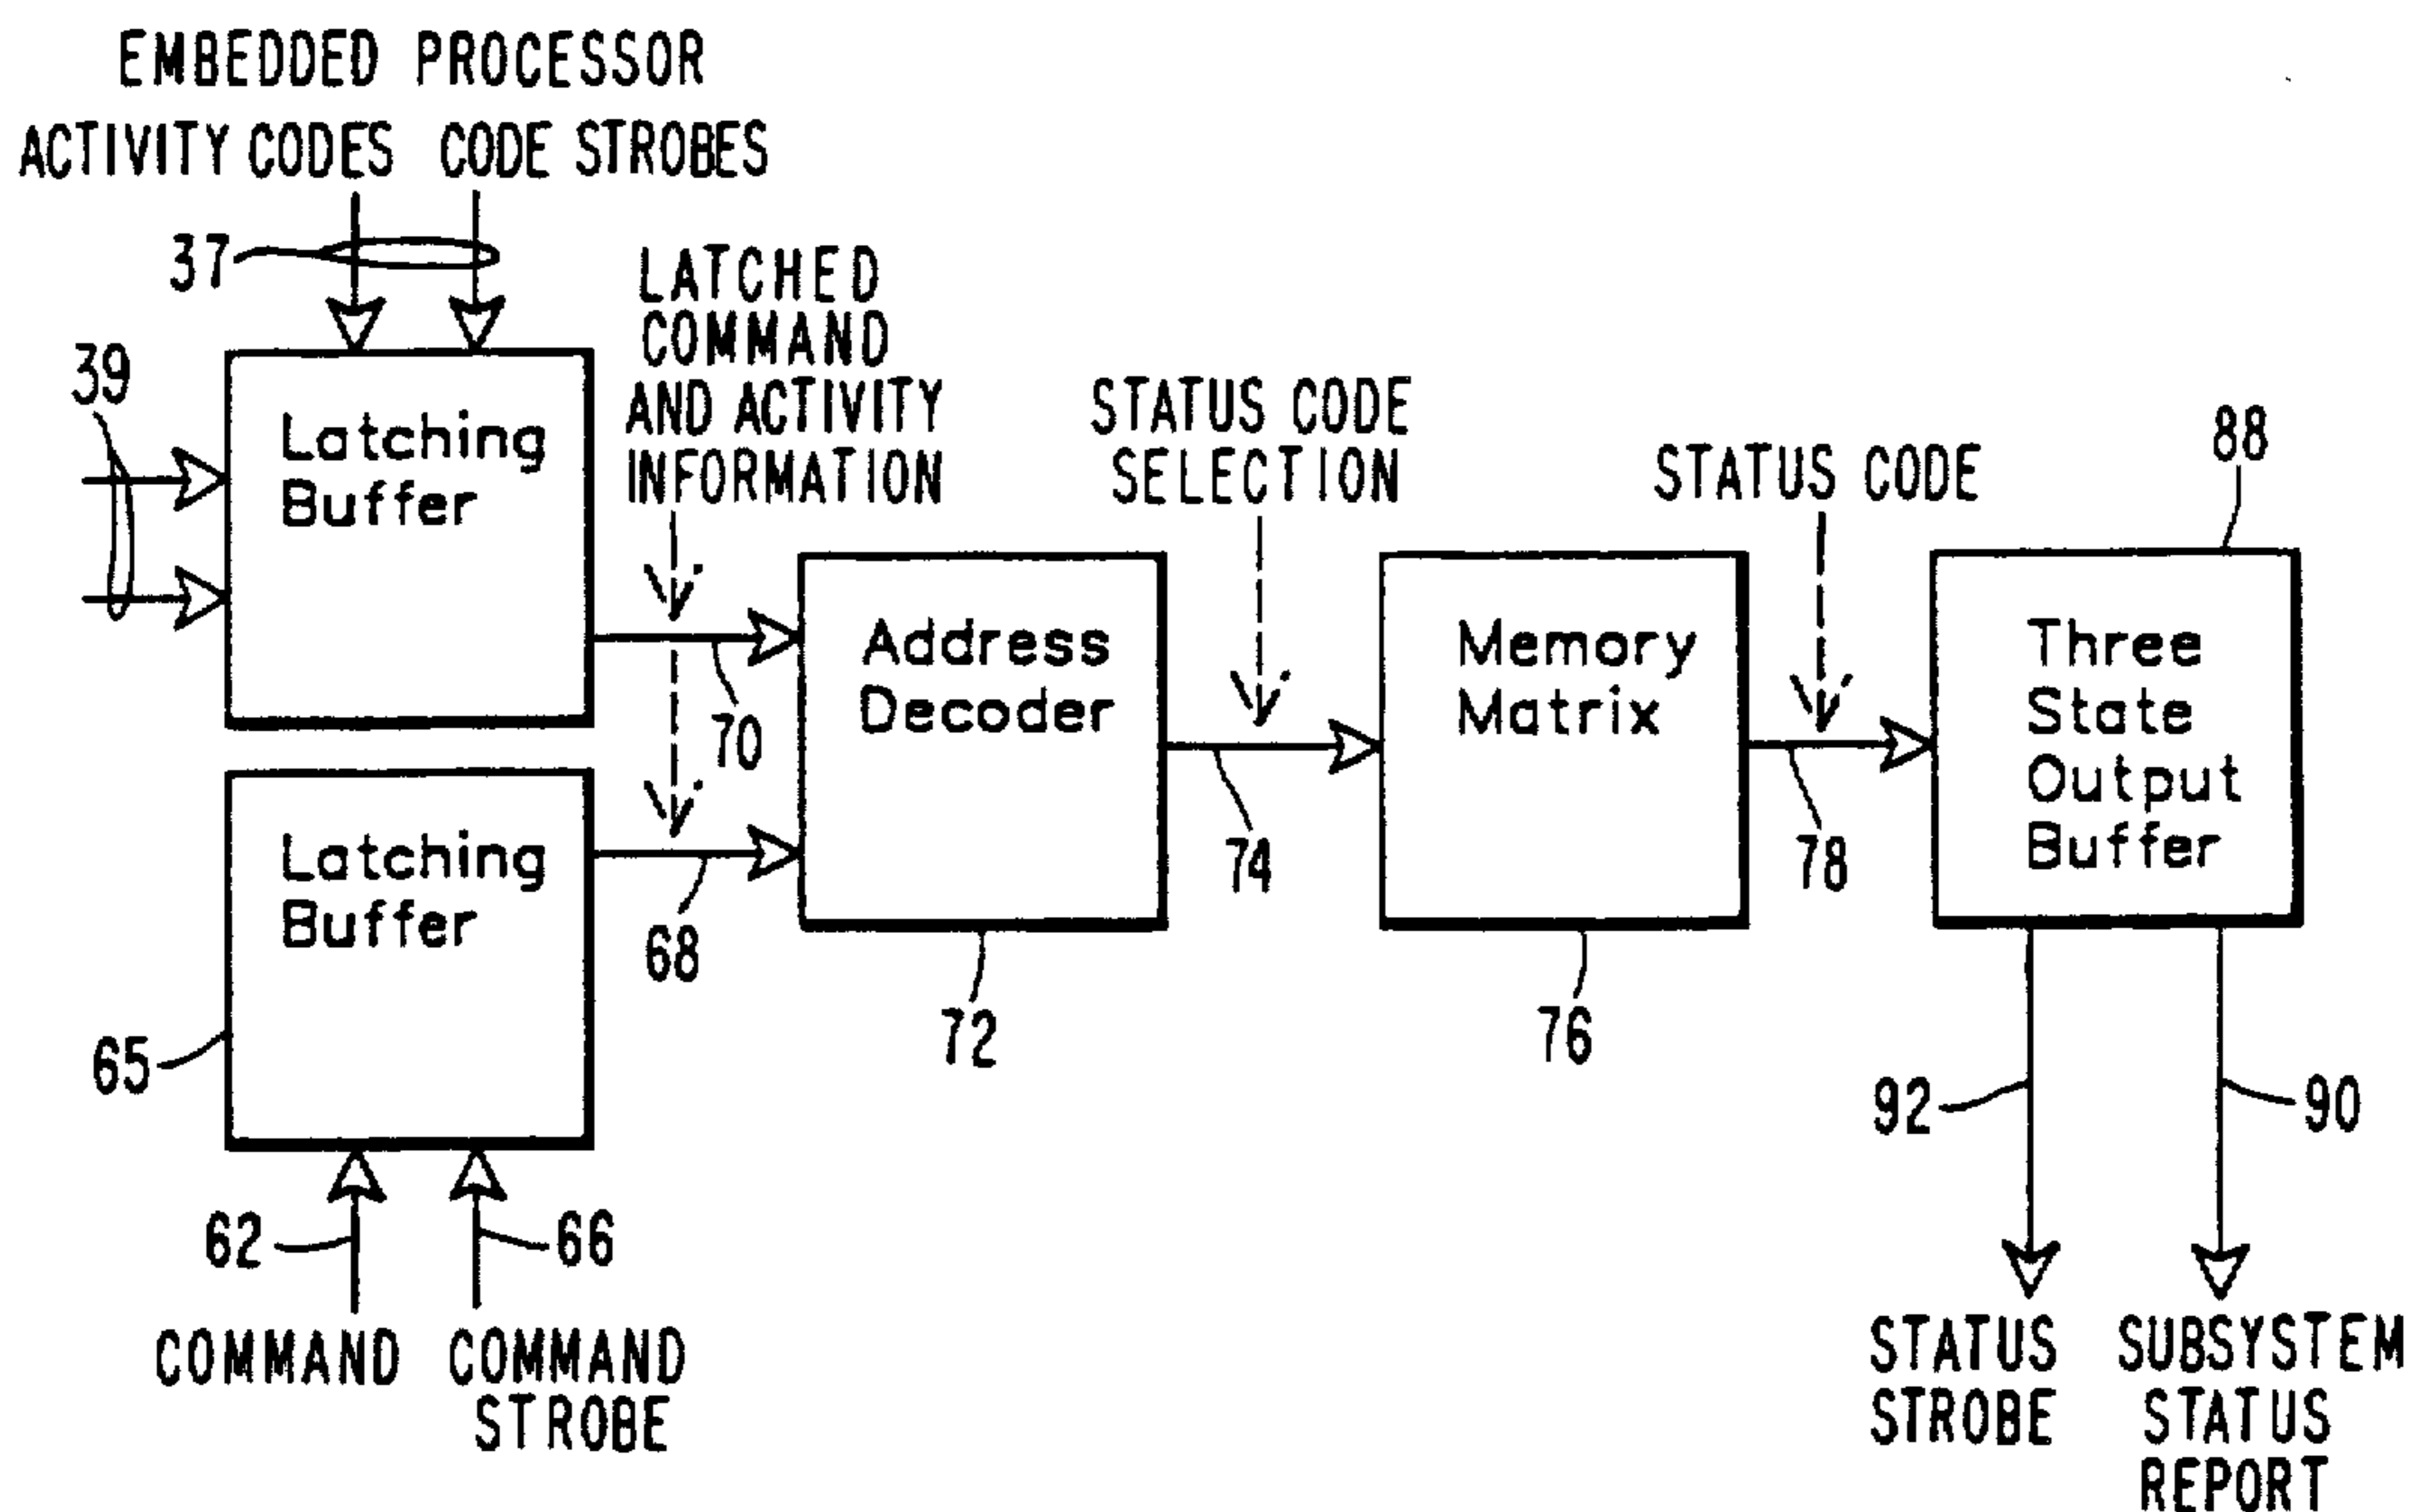 EMBEDDED PROCESSOR
ACTIVITY CODES CODE STROBES
37
LATCHED
COMMAND
AND ACTIVITY
INFORMATION
39
Latching
Buffer
STATUS CODE
SELECTION
STATUS CODE
88
Address
Decoder
70
Memory
Matrix
Three
State
Output
Buffer
74
78
Latching
Buffer
68
65
72
76
92
90
62
66
COMMAND
COMMAND
STROBE
STATUS
STROBE
SUBSYSTEM
STATUS
REPORT